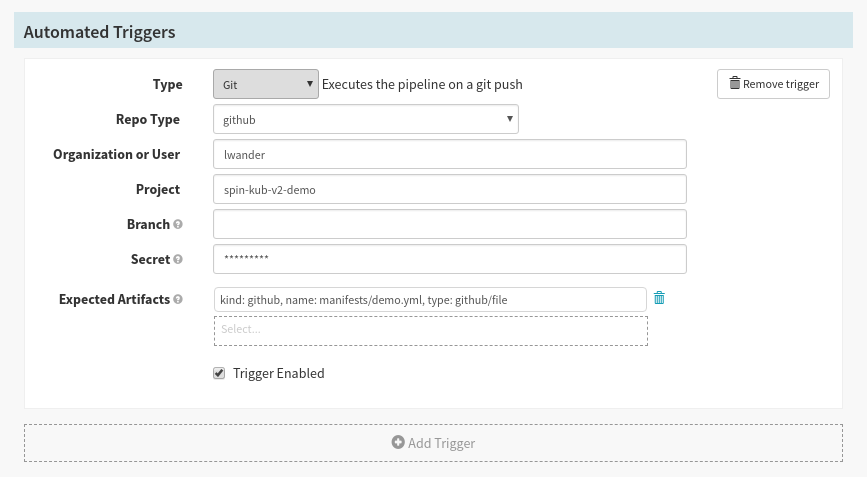 Automated Triggers
Type Git Executes the pipeline on a git push Remove trigger
Repo Type github
Organization or User lwander
Project spin-kub-v2-demo
Branch
Secret *********
Expected Artifacts kind: github, name: manifests/demo.yml, type: github/file
Select...
Trigger Enabled
Add Trigger